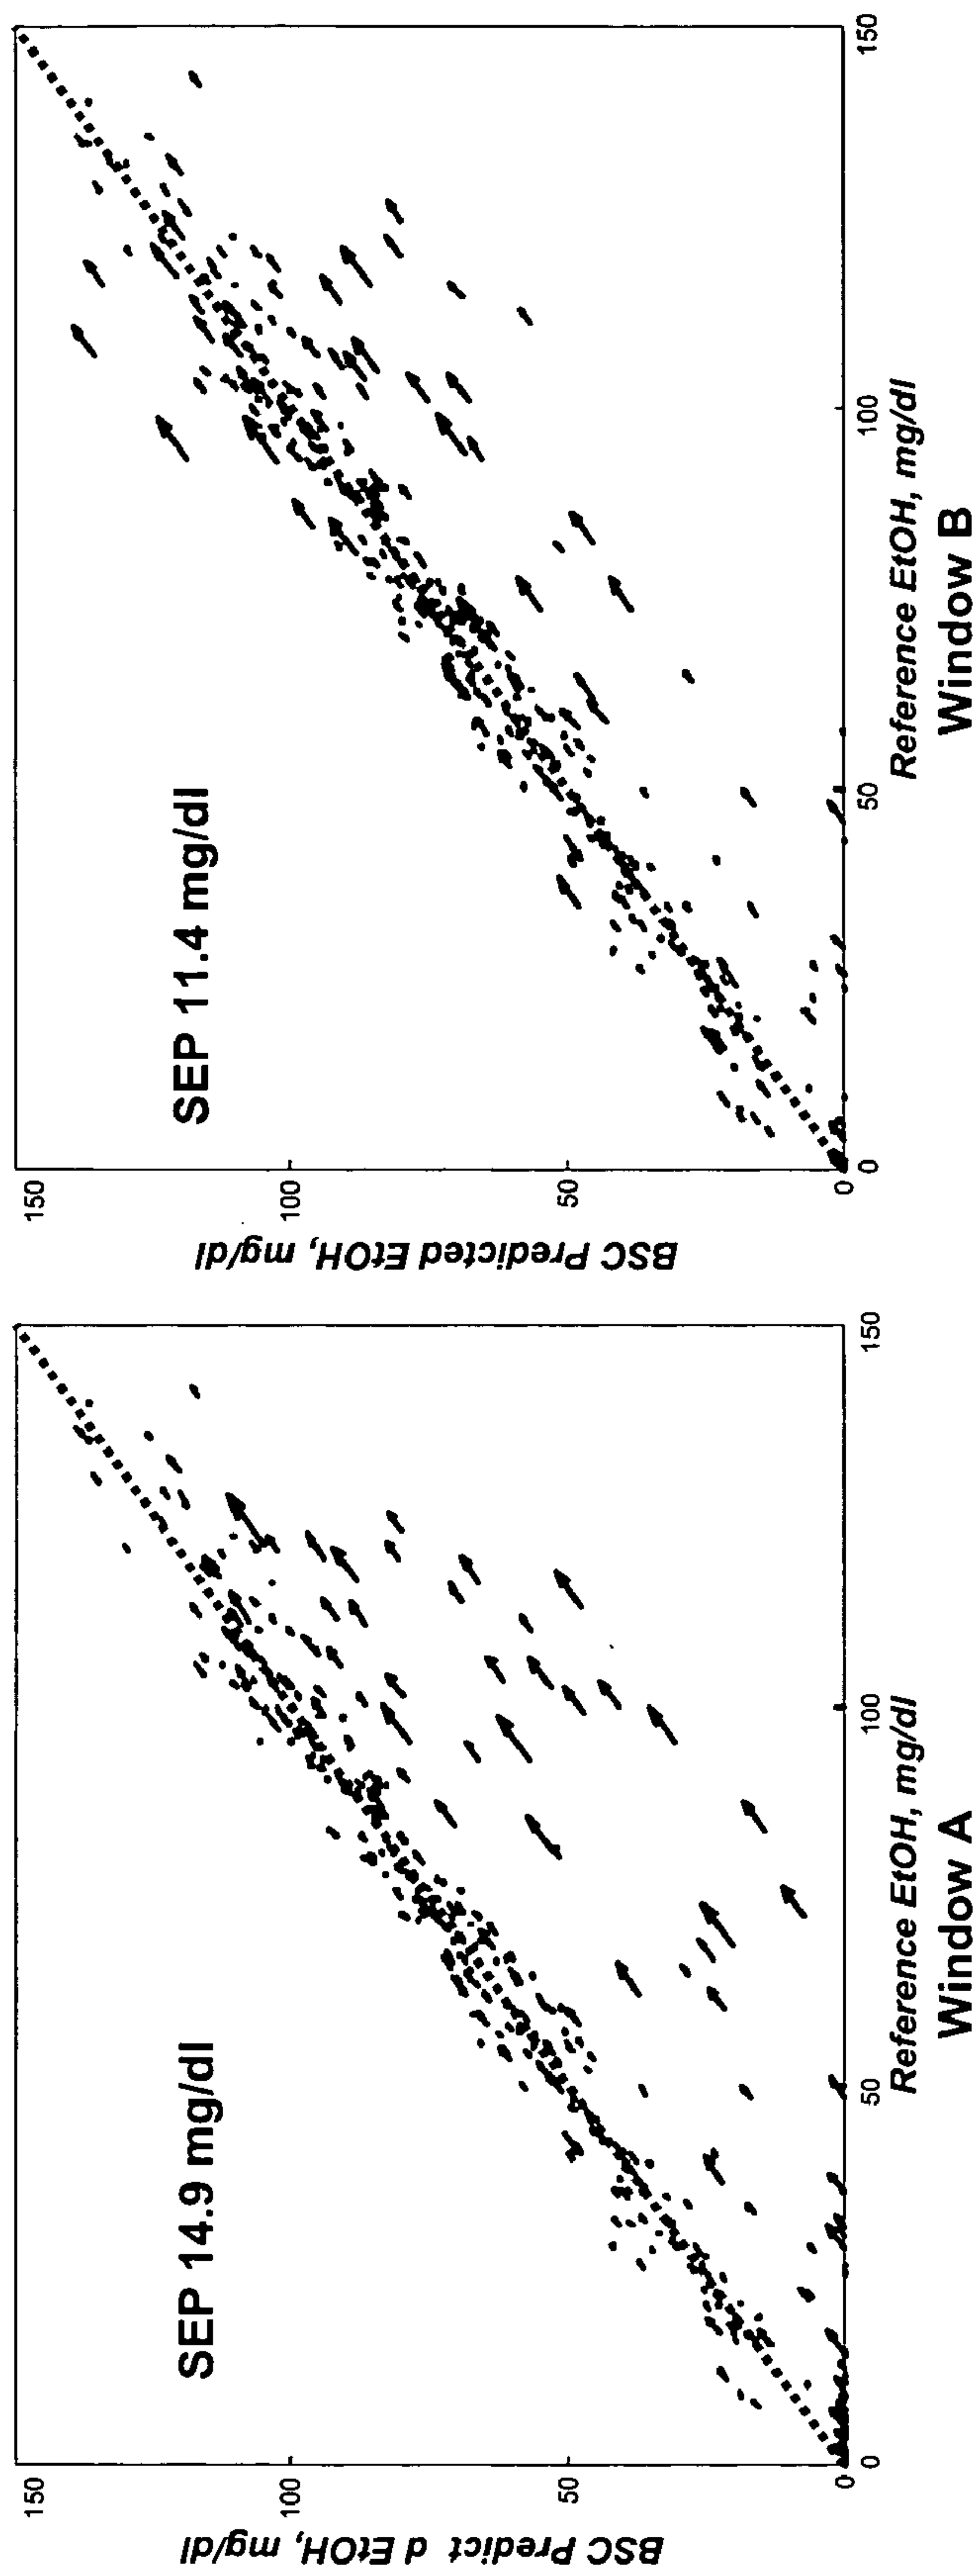 150
100
50
0
BSC Predict d EtOH, mg/dl
SEP 14.9 mg/dl
0
50
100
150
Reference EtOH, mg/dl
Window A
150
100
50
0
BSC Predicted EtOH, mg/dl
SEP 11.4 mg/dl
0
50
100
150
Reference EtOH, mg/dl
Window B